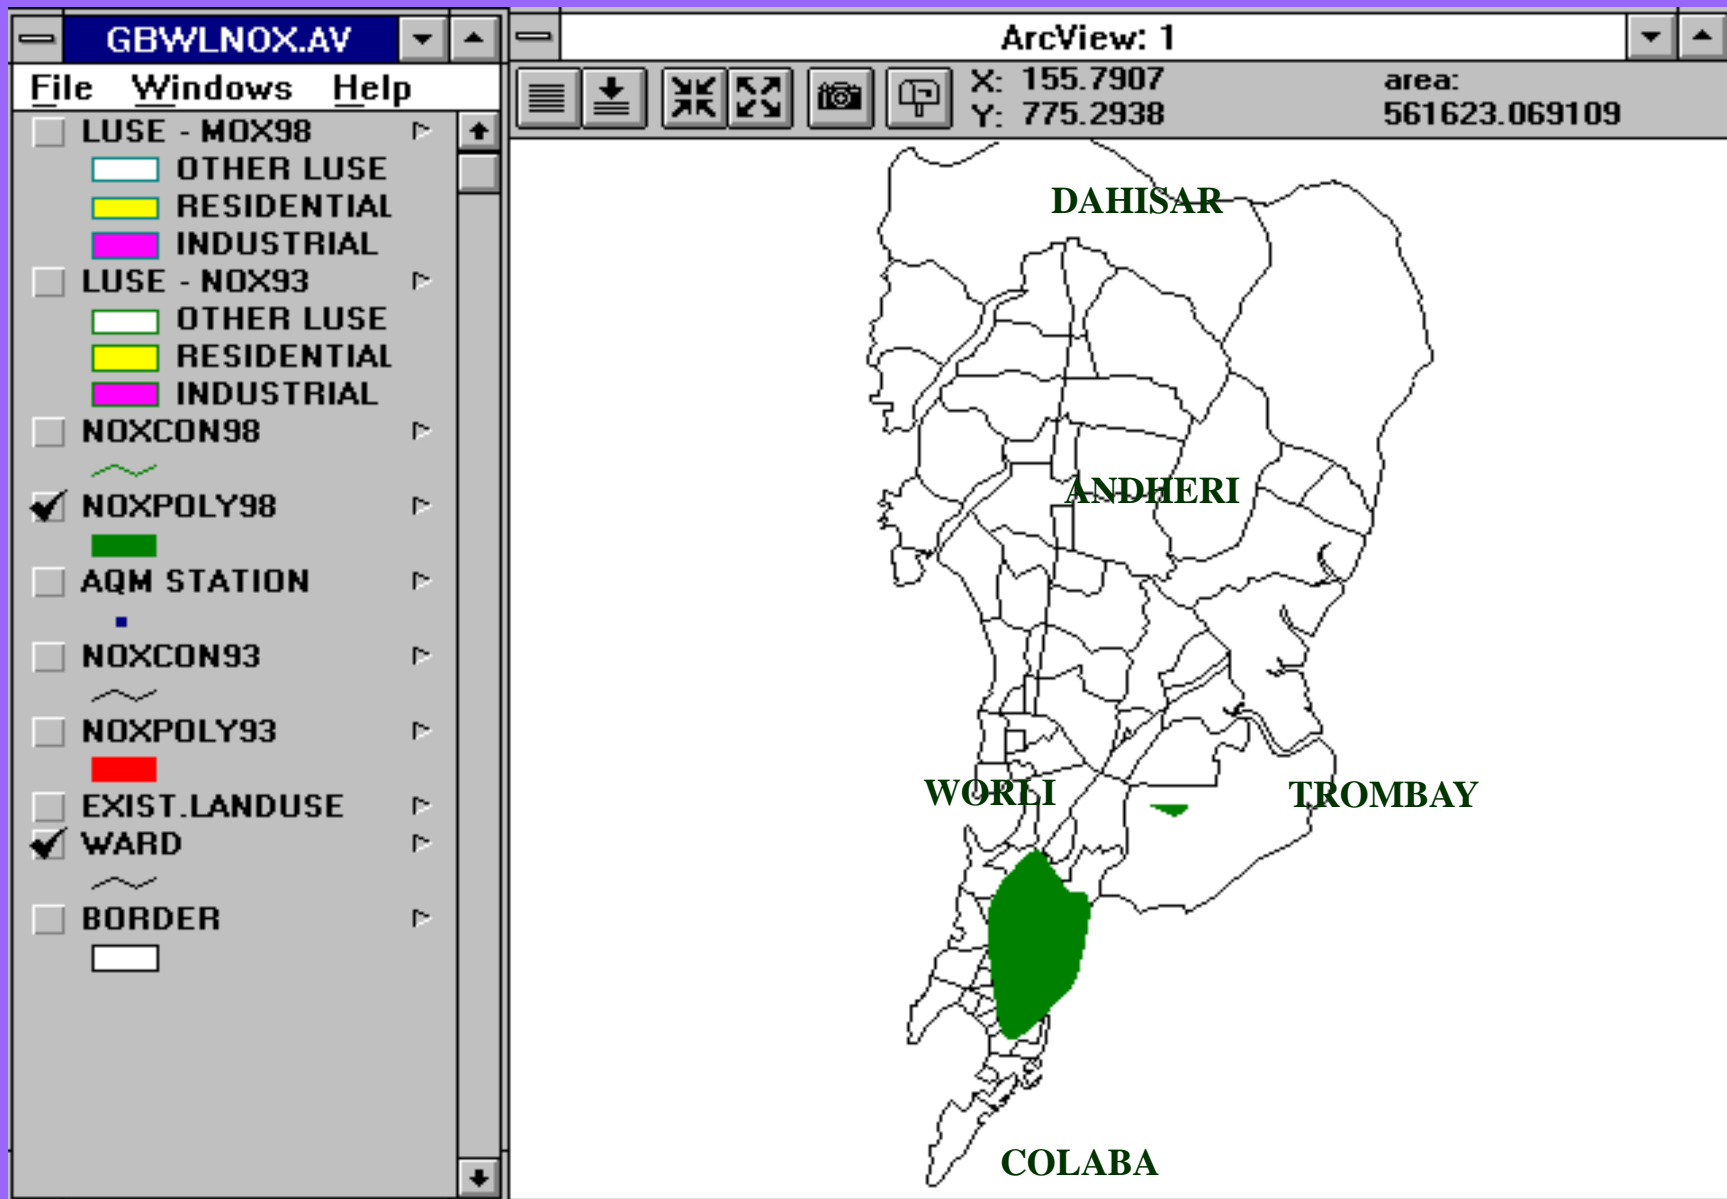 GBWLNOX.AV
File Windows Help
LUSE - MOX98
OTHER LUSE
RESIDENTIAL
INDUSTRIAL
LUSE - NOX93
OTHER LUSE
RESIDENTIAL
INDUSTRIAL
NOXCON98
NOXPOLY98
AQM STATION
NOXCON93
NOXPOLY93
EXIST.LANDUSE
WARD
BORDER
ArcView: 1
X: 155.7907
Y: 775.2938
area:
561623.069109
DAHISAR
ANDHERI
WORLI
TROMBAY
COLABA